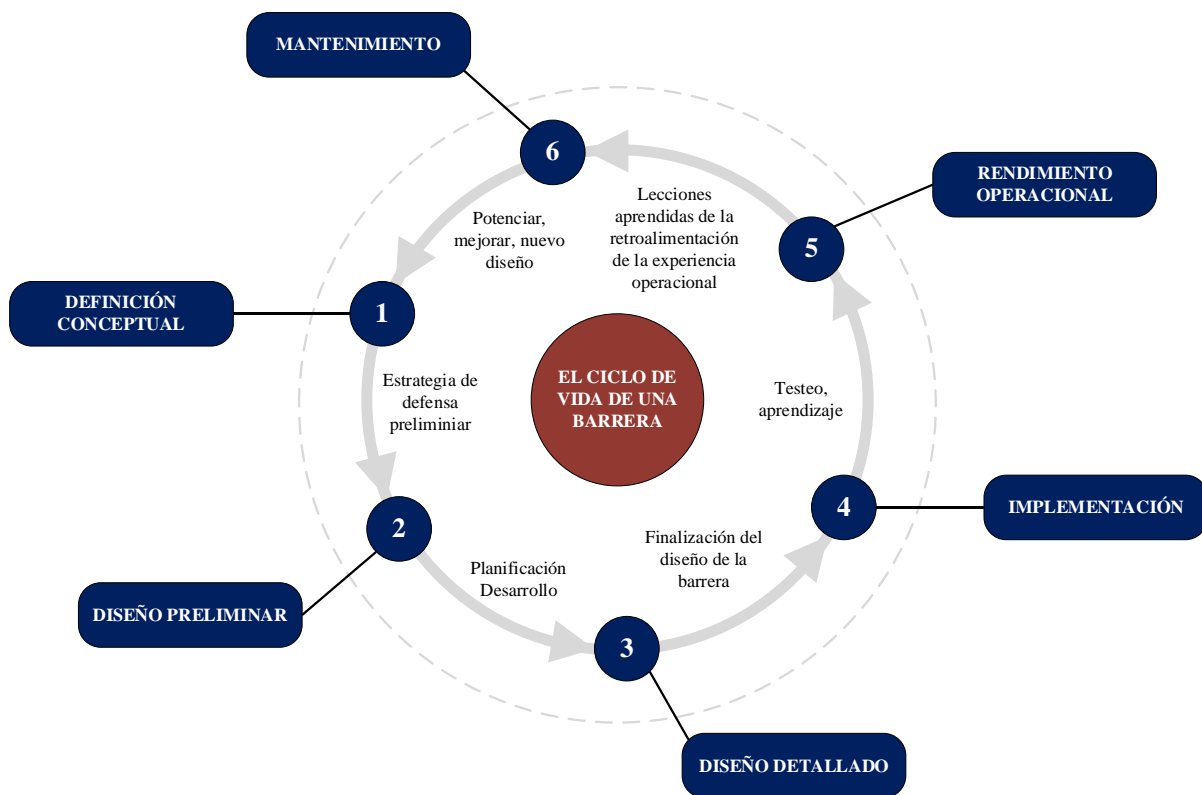 MANTENIMIENTO
6
RENDIMIENTO
OPERACIONAL
5
Lecciones
aprendidas de la
retroalimentación
de la experiencia
operacional
Potenciar,
mejorar, nuevo
diseño
DEFINICIÓN
CONCEPTUAL
1
EL CICLO DE
VIDA DE UNA
BARRERA
Estrategia de
defensa
preliminiar
Testeo,
aprendizaje
2
4
IMPLEMENTACIÓN
Planificación
Desarrollo
Finalización del
diseño de la
barrera
DISEÑO PRELIMINAR
3
DISEÑO DETALLADO